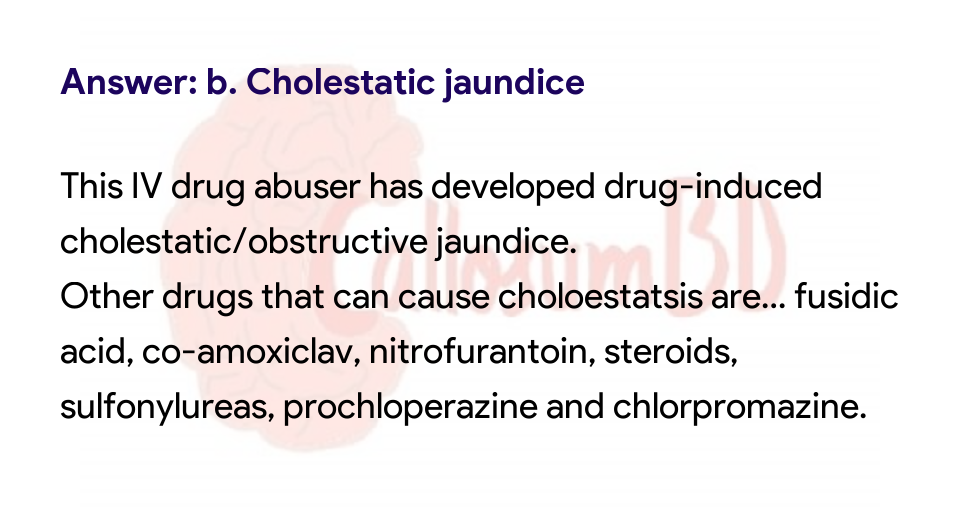 Answer: b. Cholestatic jaundice
This IV drug abuser has developed drug-induced
cholestatic/obstructive jaundice.
Other drugs that can cause choloestatsis are... fusidic
acid, co-amoxiclav, nitrofurantoin, steroids,
sulfonylureas, prochloperazine and chlorpromazine.
CallosumBD